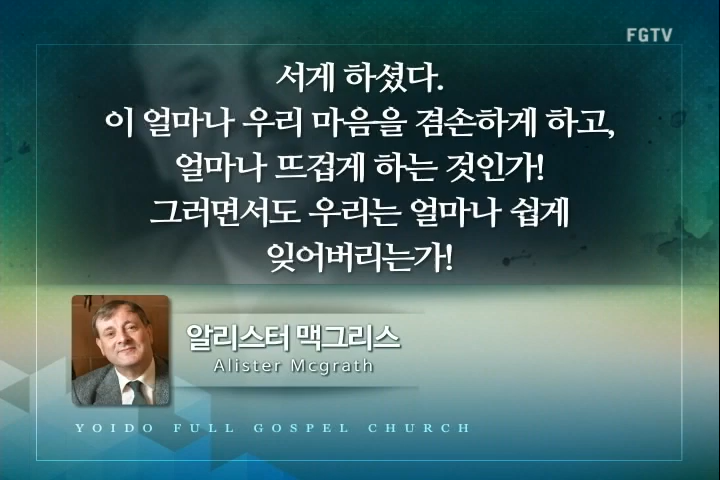 FGTV
서게 하셨다.
이 얼마나 우리 마음을 겸손하게 하고,
얼마나 뜨겁게 하는 것인가!
그러면서도 우리는 얼마나 쉽게
잊어버리는가!
알리스터 맥그리스
Alister Mcgrath
YOIDO FULL GOSPEL CHURCH